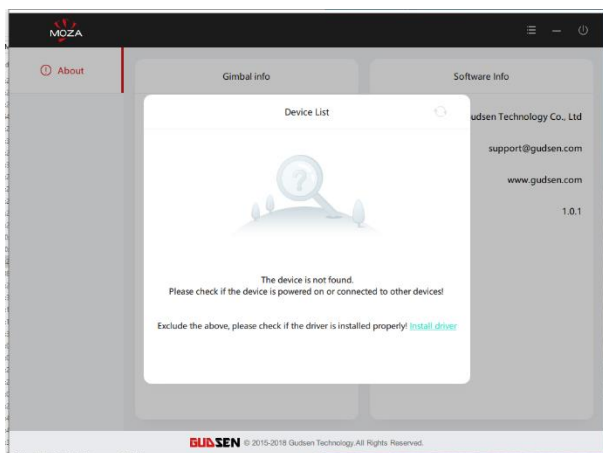 MOZA
About
Gimbal info
Software Info
Device List
udsen Technology Co., Ltd
support@gudsen.com
www.gudsen.com
1.0.1
?
The device is not found.
Please check if the device is powered on or connected to other devices!
Exclude the above, please check if the driver is installed properly! Install driver
GUDSEN © 2015-2018 Gudsen Technology.All Rights Reserved.